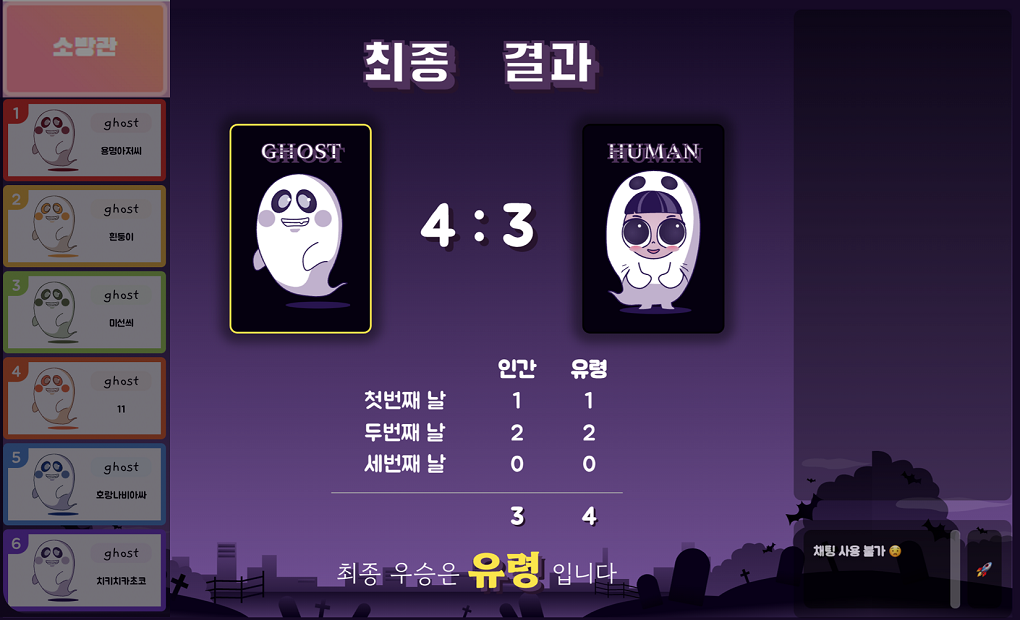 소방관
1
ghost
용명아저씨
2
ghost
흰둥이
3
ghost
미선씨
4
ghost
11
5
ghost
호랑나비아싸
6
ghost
치키치카초코
최종 결과
GHOST
4 : 3
HUMAN
인간 유령
첫번째 날 1 1
두번째 날 2 2
세번째 날 0 0
3 4
최종 우승은 유령 입니다
채팅 사용 불가 😟
🚀